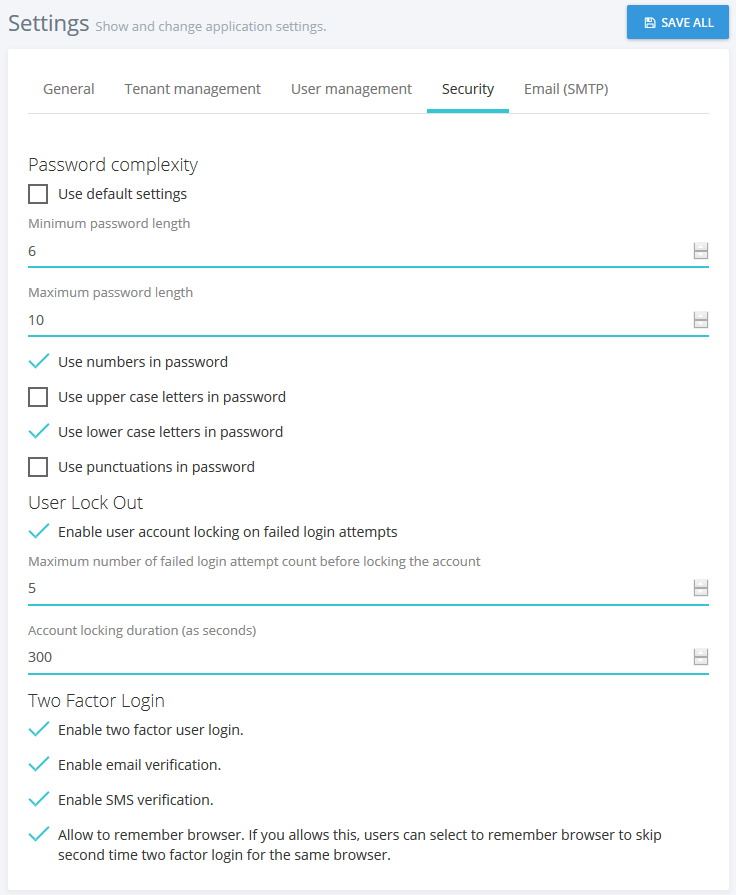 Settings Show and change application settings.
SAVE ALL
General Tenant management User management Security Email (SMTP)
Password complexity
Use default settings
Minimum password length
6
Maximum password length
10
Use numbers in password
Use upper case letters in password
Use lower case letters in password
Use punctuations in password
User Lock Out
Enable user account locking on failed login attempts
Maximum number of failed login attempt count before locking the account
5
Account locking duration (as seconds)
300
Two Factor Login
Enable two factor user login.
Enable email verification.
Enable SMS verification.
Allow to remember browser. If you allows this, users can select to remember browser to skip
second time two factor login for the same browser.